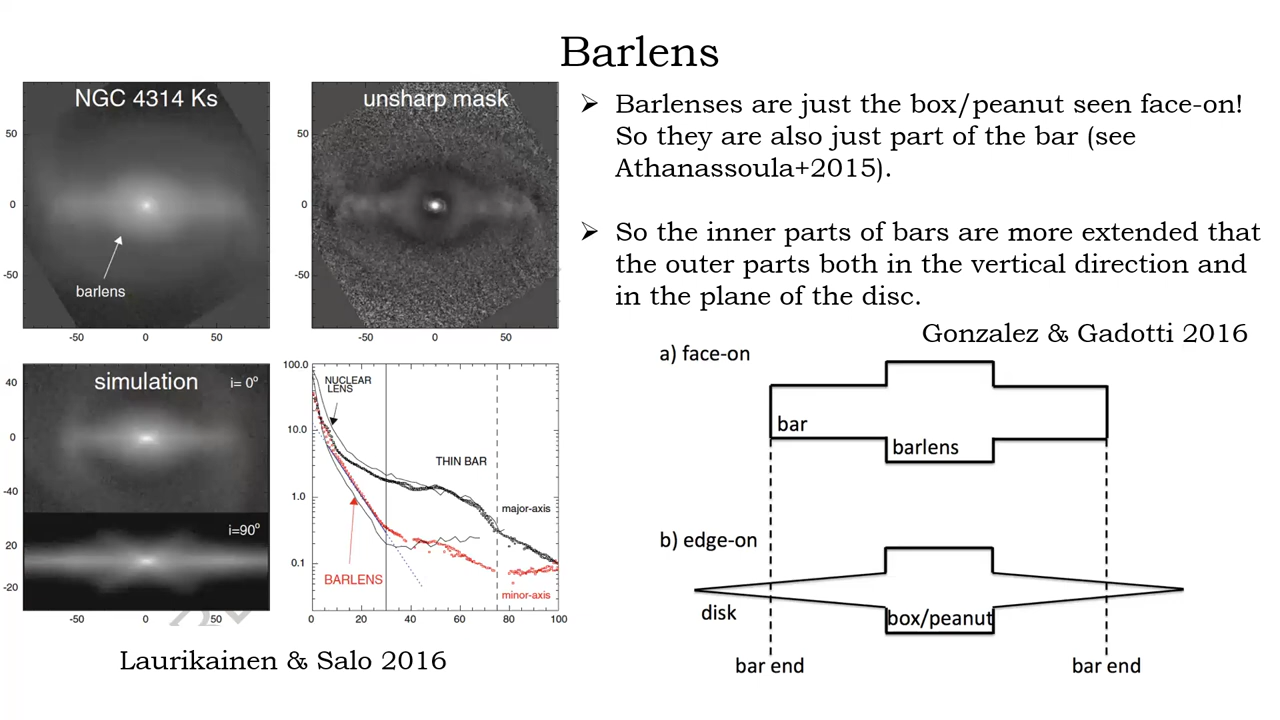 Barlens
NGC 4314 Ks
50
0
-50
barlens
-50
0
50
unsharp mask
50
0
-50
-50
0
50
simulation
i= 0º
40
0
-40
i=90º
20
-20
-50
0
50
100.0
10.0
1.0
0.1
NUCLEAR
LENS
THIN BAR
major-axis
BARLENS
minor-axis
0
20
40
60
80
100
Laurikainen & Salo 2016
➢ Barlenses are just the box/peanut seen face-on!
So they are also just part of the bar (see
Athanassoula+2015).
➢ So the inner parts of bars are more extended that
the outer parts both in the vertical direction and
in the plane of the disc.
Gonzalez & Gadotti 2016
a) face-on
bar
barlens
b) edge-on
disk
box/peanut
bar end
bar end